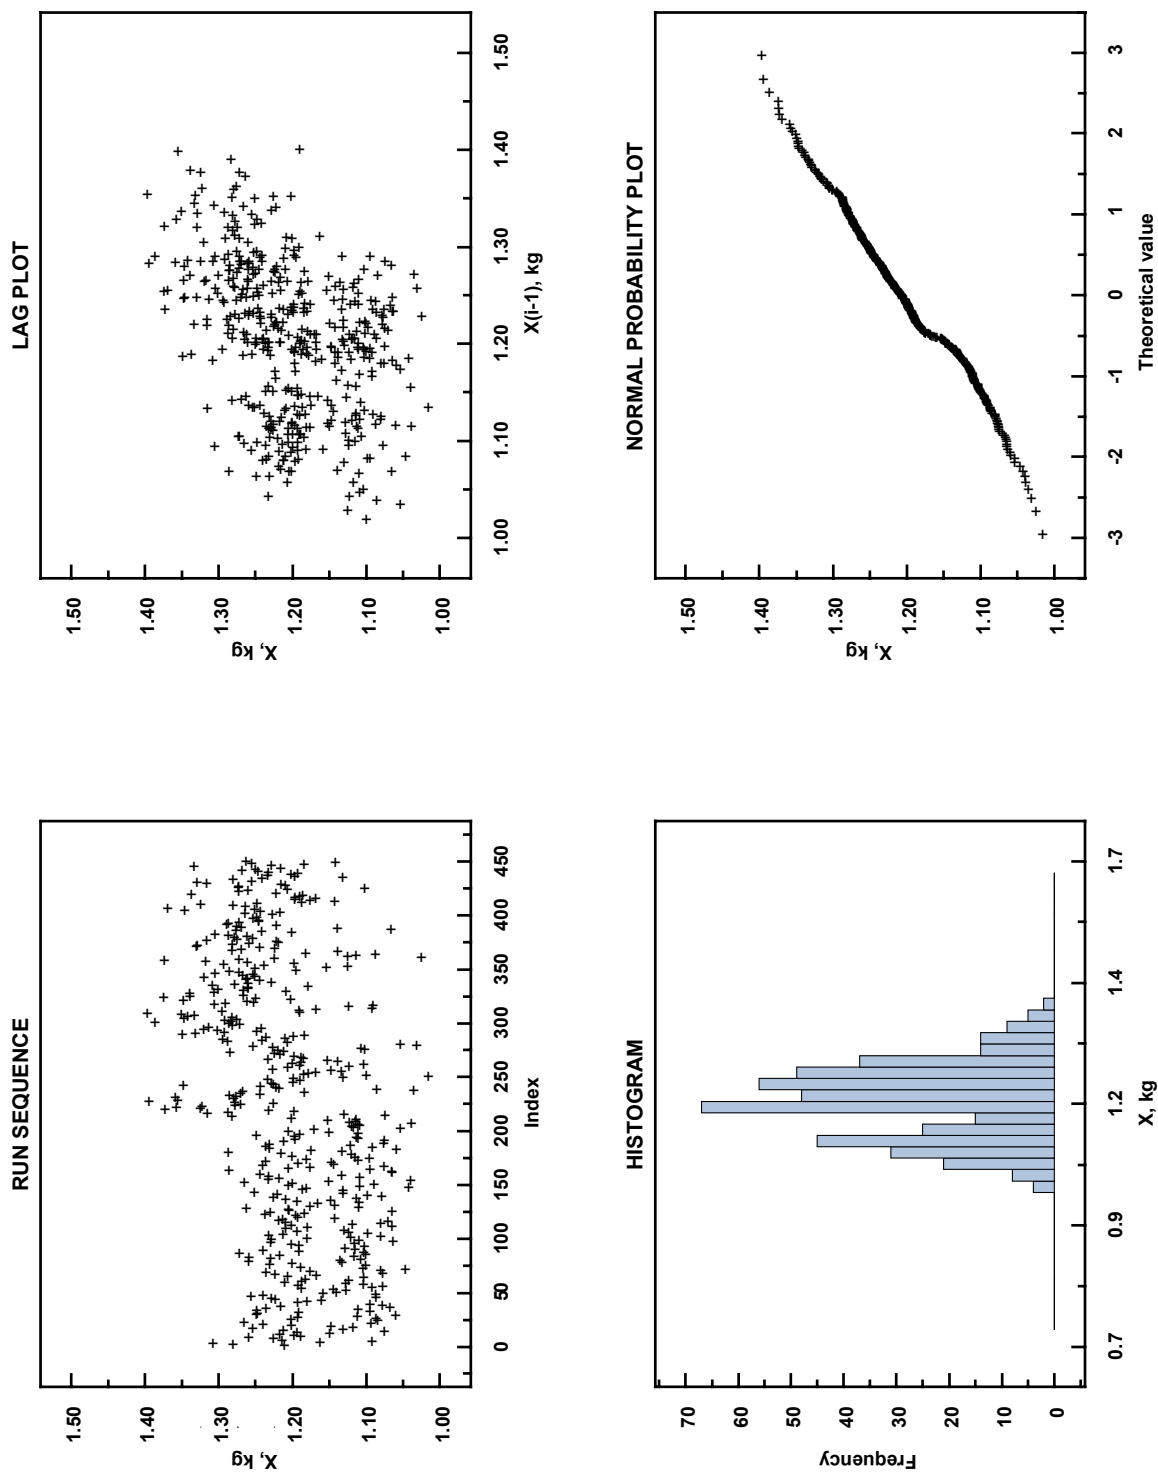 RUN SEQUENCE
X, kg
1.50
1.40
1.30
1.20
1.10
1.00
0 50 100 150 200 250 300 350 400 450
Index
LAG PLOT
X, kg
1.50
1.40
1.30
1.20
1.10
1.00
1.00 1.10 1.20 1.30 1.40 1.50
X(i-1), kg
HISTOGRAM
Frequency
70
60
50
40
30
20
10
0
0.7 0.9 1.2 1.4 1.7
X, kg
NORMAL PROBABILITY PLOT
X, kg
1.50
1.40
1.30
1.20
1.10
1.00
-3 -2 -1 0 1 2 3
Theoretical value